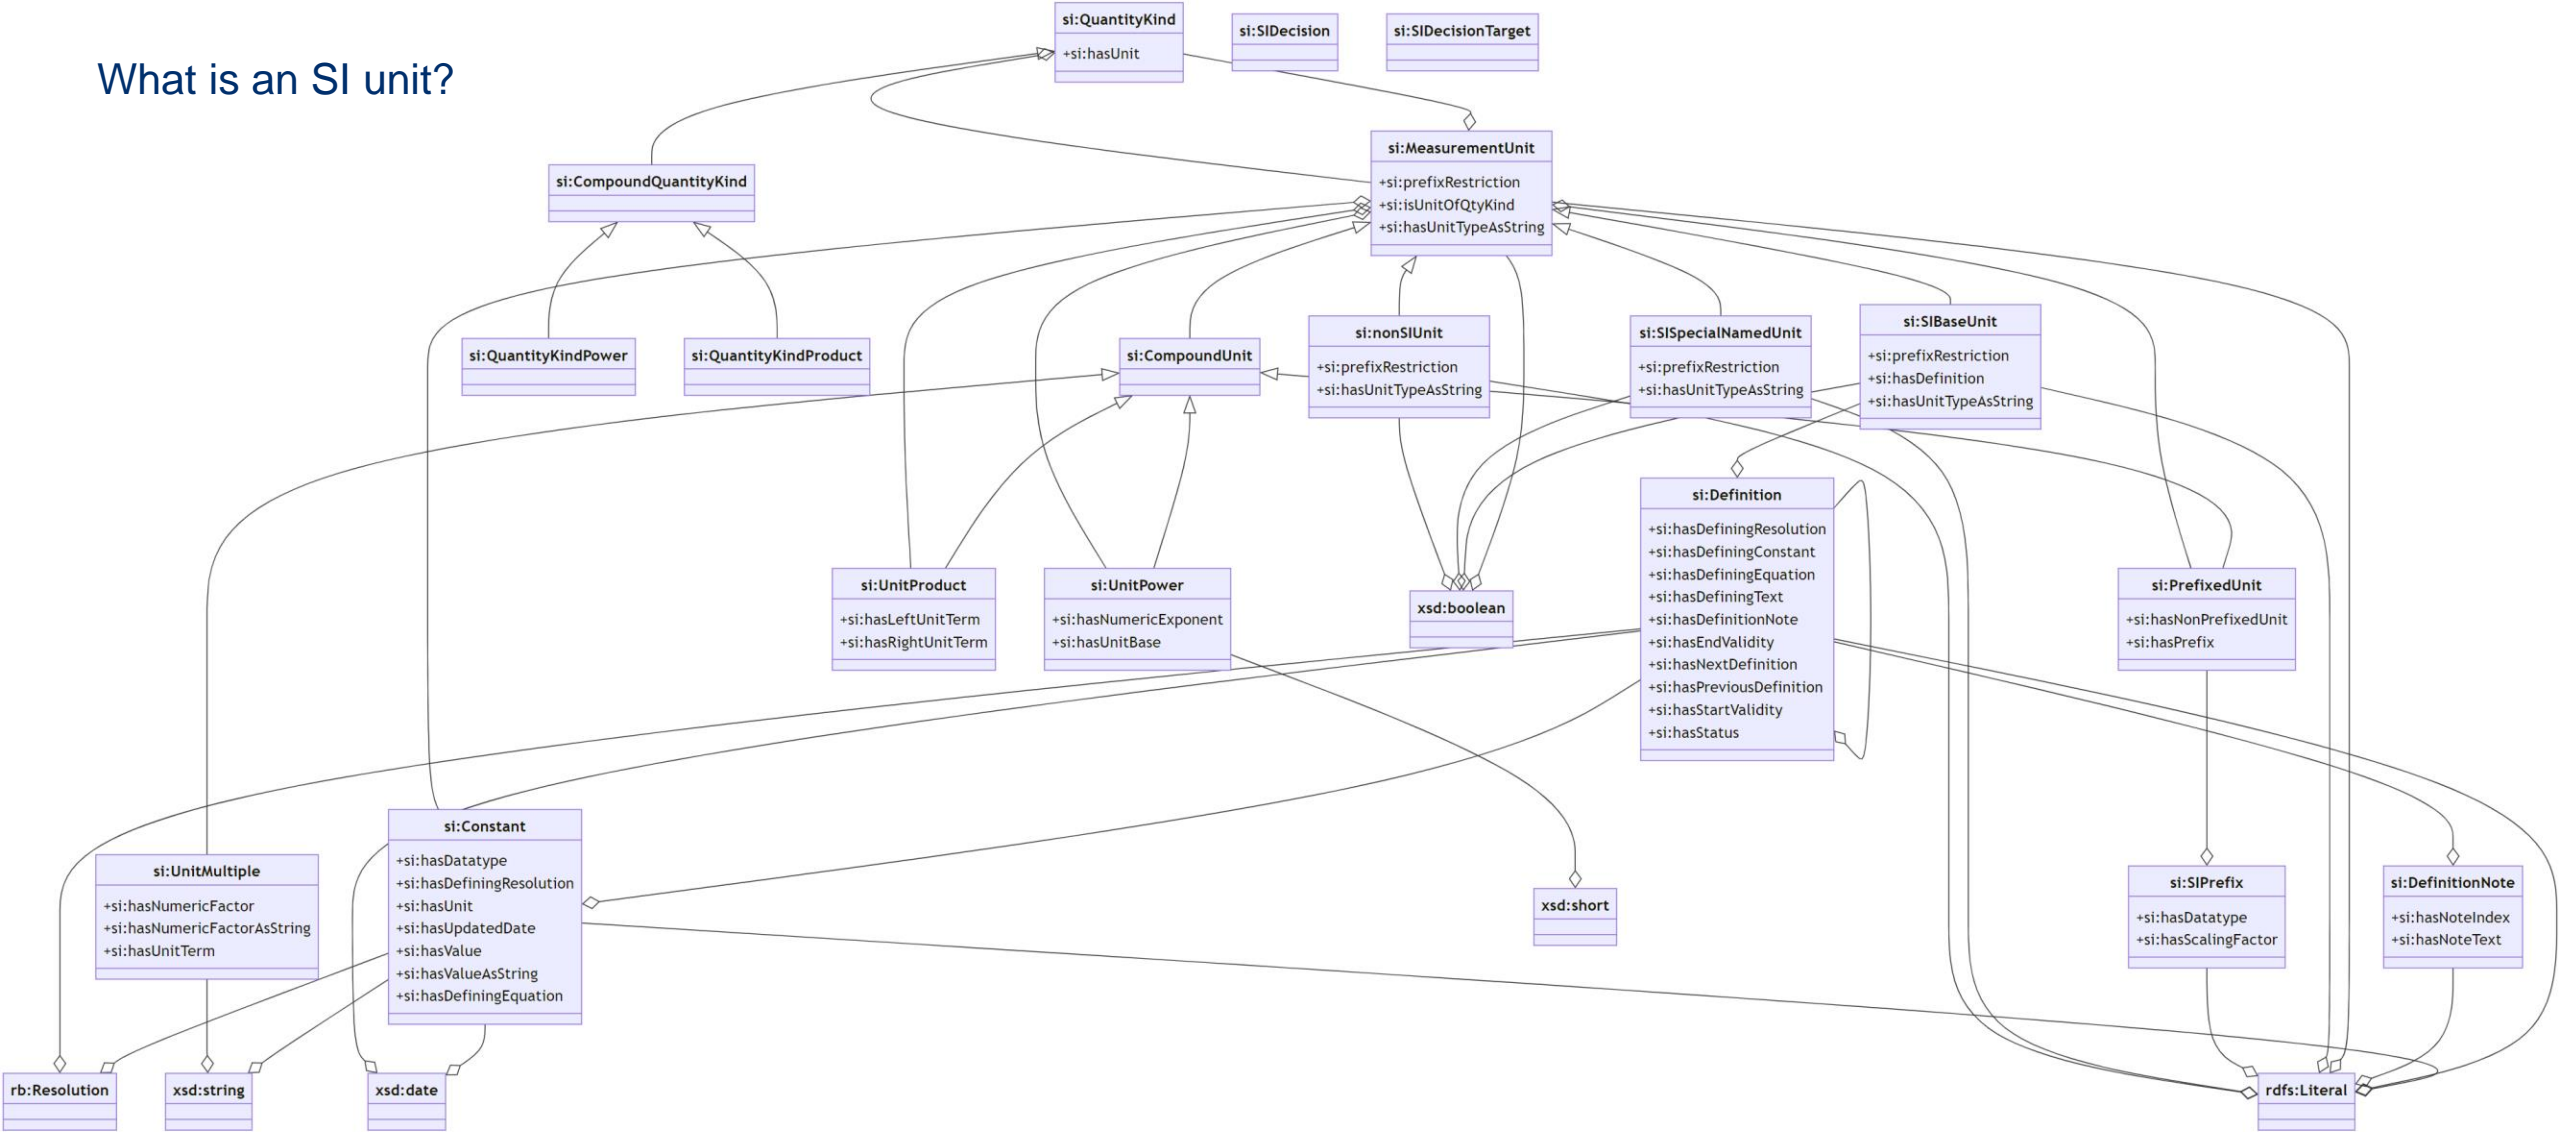 What is an SI unit?
si:QuantityKind
+si:hasUnit
si:SIDecision
si:SIDecisionTarget
si:MeasurementUnit
+si:prefixRestriction
+si:isUnitOfQtyKind
+si:hasUnitTypeAsString
si:CompoundQuantityKind
si:QuantityKindPower
si:QuantityKindProduct
si:CompoundUnit
si:nonSIUnit
+si:prefixRestriction
+si:hasUnitTypeAsString
si:SISpecialNamedUnit
+si:prefixRestriction
+si:hasUnitTypeAsString
si:SIBaseUnit
+si:prefixRestriction
+si:hasDefinition
+si:hasUnitTypeAsString
si:UnitProduct
+si:hasLeftUnitTerm
+si:hasRightUnitTerm
si:UnitPower
+si:hasNumericExponent
+si:hasUnitBase
xsd:boolean
si:Definition
+si:hasDefiningResolution
+si:hasDefiningConstant
+si:hasDefiningEquation
+si:hasDefiningText
+si:hasDefinitionNote
+si:hasEndValidity
+si:hasNextDefinition
+si:hasPreviousDefinition
+si:hasStartValidity
+si:hasStatus
si:PrefixedUnit
+si:hasNonPrefixedUnit
+si:hasPrefix
si:UnitMultiple
+si:hasNumericFactor
+si:hasNumericFactorAsString
+si:hasUnitTerm
si:Constant
+si:hasDatatype
+si:hasDefiningResolution
+si:hasUnit
+si:hasUpdatedDate
+si:hasValue
+si:hasValueAsString
+si:hasDefiningEquation
xsd:short
si:SIPrefix
+si:hasDatatype
+si:hasScalingFactor
si:DefinitionNote
+si:hasNoteIndex
+si:hasNoteText
rb:Resolution
xsd:string
xsd:date
rdfs:Literal